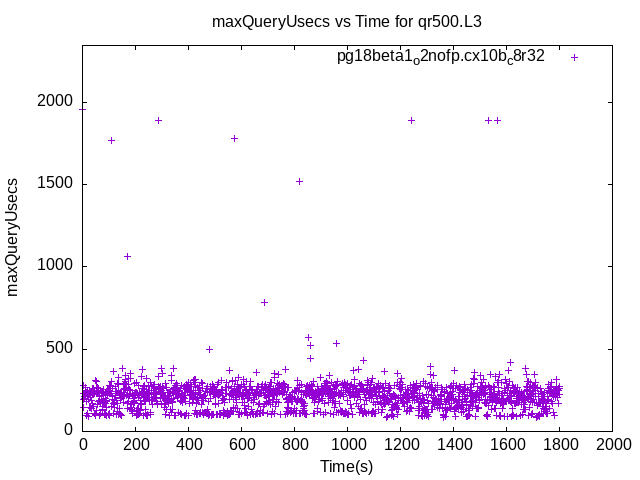 maxQueryUsecs vs Time for qr500.L3
pg18beta1_o2nofp.cx10b_c8r32
maxQueryUsecs
2000
1500
1000
500
0
0 200 400 600 800 1000 1200 1400 1600 1800 2000
Time(s)